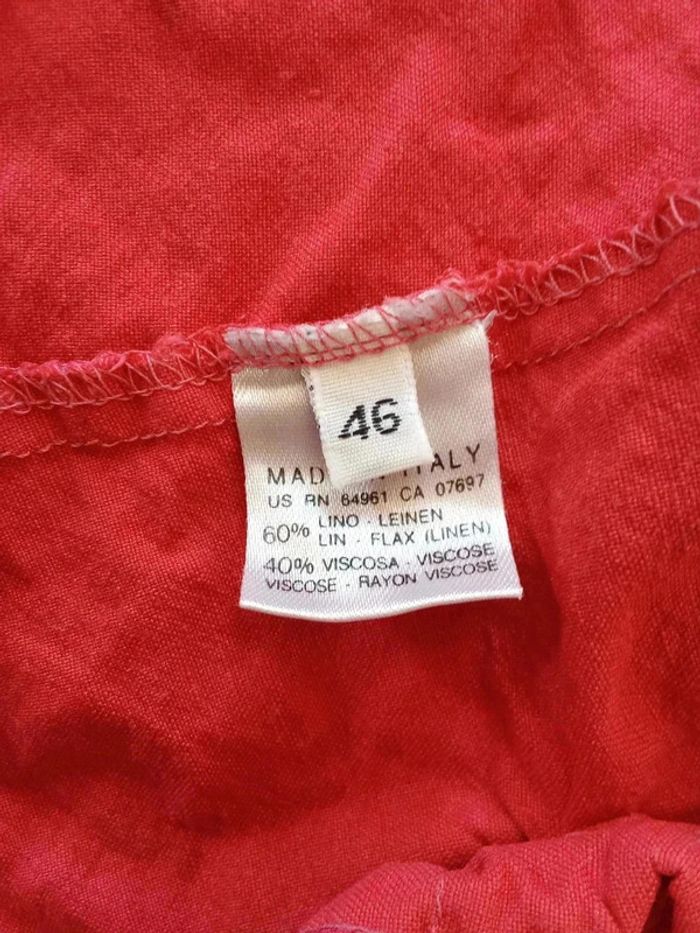 46
MAD ITALY
US RN 64961 CA 07697
60% LINO · LEINEN
LIN · FLAX (LINEN)
40% VISCOSA · VISCOSE
VISCOSE · RAYON VISCOSE